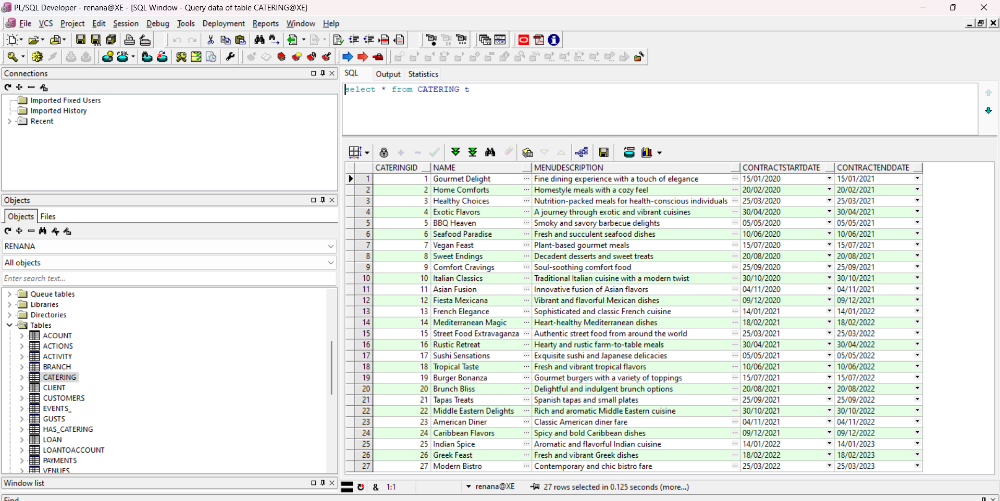 PL/SQL Developer - renana@XE - [SQL Window - Query data of table CATERING@XE]
File VCS Project Edit Session Debug Tools Deployment Reports Window Help
Connections
Imported Fixed Users
Imported History
Recent
Objects
Objects Files
RENANA
All objects
Enter search text...
Queue tables
Libraries
Directories
Tables
ACOUNT
ACTIONS
ACTIVITY
BRANCH
CATERING
CLIENT
CUSTOMERS
EVENTS_
GUSTS
HAS_CATERING
LOAN
LOANTOACCOUNT
PAYMENTS
VENUES
Window list
Find
SQL Output Statistics
select * from CATERING t
CATERINGID NAME MENUDESCRIPTION CONTRACTSTARTDATE CONTRACTENDDATE
1 1 Gourmet Delight ... Fine dining experience with a touch of elegance ... 15/01/2020 15/01/2021
2 2 Home Comforts ... Homestyle meals with a cozy feel ... 20/02/2020 20/02/2021
3 3 Healthy Choices ... Nutrition-packed meals for health-conscious individuals ... 25/03/2020 25/03/2021
4 4 Exotic Flavors ... A journey through exotic and vibrant cuisines ... 30/04/2020 30/04/2021
5 5 BBQ Heaven ... Smoky and savory barbecue delights ... 05/05/2020 05/05/2021
6 6 Seafood Paradise ... Fresh and succulent seafood dishes ... 10/06/2020 10/06/2021
7 7 Vegan Feast ... Plant-based gourmet meals ... 15/07/2020 15/07/2021
8 8 Sweet Endings ... Decadent desserts and sweet treats ... 20/08/2020 20/08/2021
9 9 Comfort Cravings ... Soul-soothing comfort food ... 25/09/2020 25/09/2021
10 10 Italian Classics ... Traditional Italian cuisine with a modern twist ... 30/10/2020 30/10/2021
11 11 Asian Fusion ... Innovative fusion of Asian flavors ... 04/11/2020 04/11/2021
12 12 Fiesta Mexicana ... Vibrant and flavorful Mexican dishes ... 09/12/2020 09/12/2021
13 13 French Elegance ... Sophisticated and classic French cuisine ... 14/01/2021 14/01/2022
14 14 Mediterranean Magic ... Heart-healthy Mediterranean dishes ... 18/02/2021 18/02/2022
15 15 Street Food Extravaganza ... Authentic street food from around the world ... 25/03/2021 25/03/2022
16 16 Rustic Retreat ... Hearty and rustic farm-to-table meals ... 30/04/2021 30/04/2022
17 17 Sushi Sensations ... Exquisite sushi and Japanese delicacies ... 05/05/2021 05/05/2022
18 18 Tropical Taste ... Fresh and vibrant tropical flavors ... 10/06/2021 10/06/2022
19 19 Burger Bonanza ... Gourmet burgers with a variety of toppings ... 15/07/2021 15/07/2022
20 20 Brunch Bliss ... Delightful and indulgent brunch options ... 20/08/2021 20/08/2022
21 21 Tapas Treats ... Spanish tapas and small plates ... 25/09/2021 25/09/2022
22 22 Middle Eastern Delights ... Rich and aromatic Middle Eastern cuisine ... 30/10/2021 30/10/2022
23 23 American Diner ... Classic American diner fare ... 04/11/2021 04/11/2022
24 24 Caribbean Flavors ... Spicy and bold Caribbean dishes ... 09/12/2021 09/12/2022
25 25 Indian Spice ... Aromatic and flavorful Indian cuisine ... 14/01/2022 14/01/2023
26 26 Greek Feast ... Fresh and vibrant Greek dishes ... 18/02/2022 18/02/2023
27 27 Modern Bistro ... Contemporary and chic bistro fare ... 25/03/2022 25/03/2023
& 1:1 renana@XE 27 rows selected in 0.125 seconds (more...)